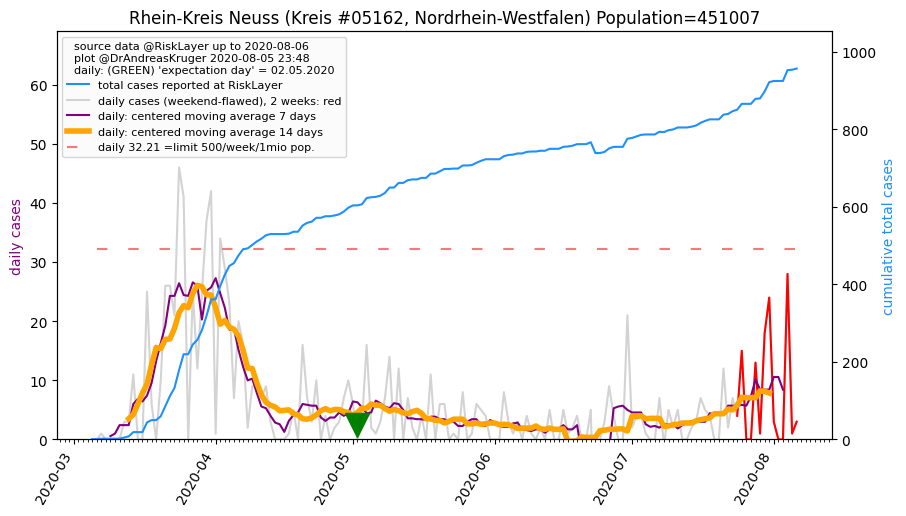 Rhein-Kreis Neuss (Kreis #05162, Nordrhein-Westfalen) Population=451007
source data @RiskLayer up to 2020-08-06
plot @DrAndreasKruger 2020-08-05 23:48
daily: (GREEN) 'expectation day' = 02.05.2020
total cases reported at RiskLayer
daily cases (weekend-flawed), 2 weeks: red
daily: centered moving average 7 days
daily: centered moving average 14 days
daily 32.21 =limit 500/week/1mio pop.
daily cases
60
50
40
30
20
10
0
cumulative total cases
1000
800
600
400
200
0
2020-03
2020-04
2020-05
2020-06
2020-07
2020-08